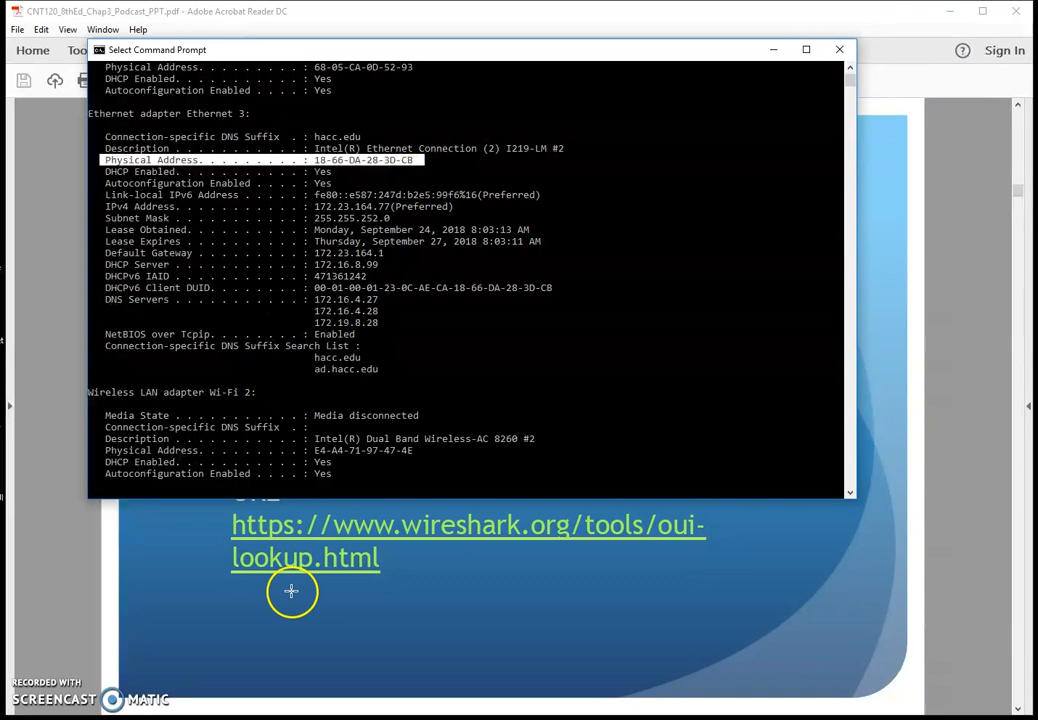 CNT120_8thEd_Chap3_Podcast_PPT.pdf - Adobe Acrobat Reader DC
File Edit View Window Help
Home Too
Sign In
Select Command Prompt
Physical Address. . . . . . . . . : 68-05-CA-0D-52-93
DHCP Enabled. . . . . . . . . . . : Yes
Autoconfiguration Enabled . . . . : Yes
Ethernet adapter Ethernet 3:
Connection-specific DNS Suffix . : hacc.edu
Description . . . . . . . . . . . : Intel(R) Ethernet Connection (2) I219-LM #2
Physical Address. . . . . . . . . : 18-66-DA-28-3D-CB
DHCP Enabled. . . . . . . . . . . : Yes
Autoconfiguration Enabled . . . . : Yes
Link-local IPv6 Address . . . . . : fe80::e587:247d:b2e5:99f6%16(Preferred)
IPv4 Address. . . . . . . . . . . : 172.23.164.77(Preferred)
Subnet Mask . . . . . . . . . . . : 255.255.252.0
Lease Obtained. . . . . . . . . . : Monday, September 24, 2018 8:03:13 AM
Lease Expires . . . . . . . . . . : Thursday, September 27, 2018 8:03:11 AM
Default Gateway . . . . . . . . . : 172.23.164.1
DHCP Server . . . . . . . . . . . : 172.16.8.99
DHCPv6 IAID . . . . . . . . . . . : 471361242
DHCPv6 Client DUID. . . . . . . . : 00-01-00-01-23-0C-AE-CA-18-66-DA-28-3D-CB
DNS Servers . . . . . . . . . . . : 172.16.4.27
172.16.4.28
172.19.8.28
NetBIOS over Tcpip. . . . . . . . : Enabled
Connection-specific DNS Suffix Search List :
hacc.edu
ad.hacc.edu
Wireless LAN adapter Wi-Fi 2:
Media State . . . . . . . . . . . : Media disconnected
Connection-specific DNS Suffix . :
Description . . . . . . . . . . . : Intel(R) Dual Band Wireless-AC 8260 #2
Physical Address. . . . . . . . . : E4-A4-71-97-47-4E
DHCP Enabled. . . . . . . . . . . : Yes
Autoconfiguration Enabled . . . . : Yes
https://www.wireshark.org/tools/oui-
lookup.html
RECORDED WITH
SCREENCAST MATIC